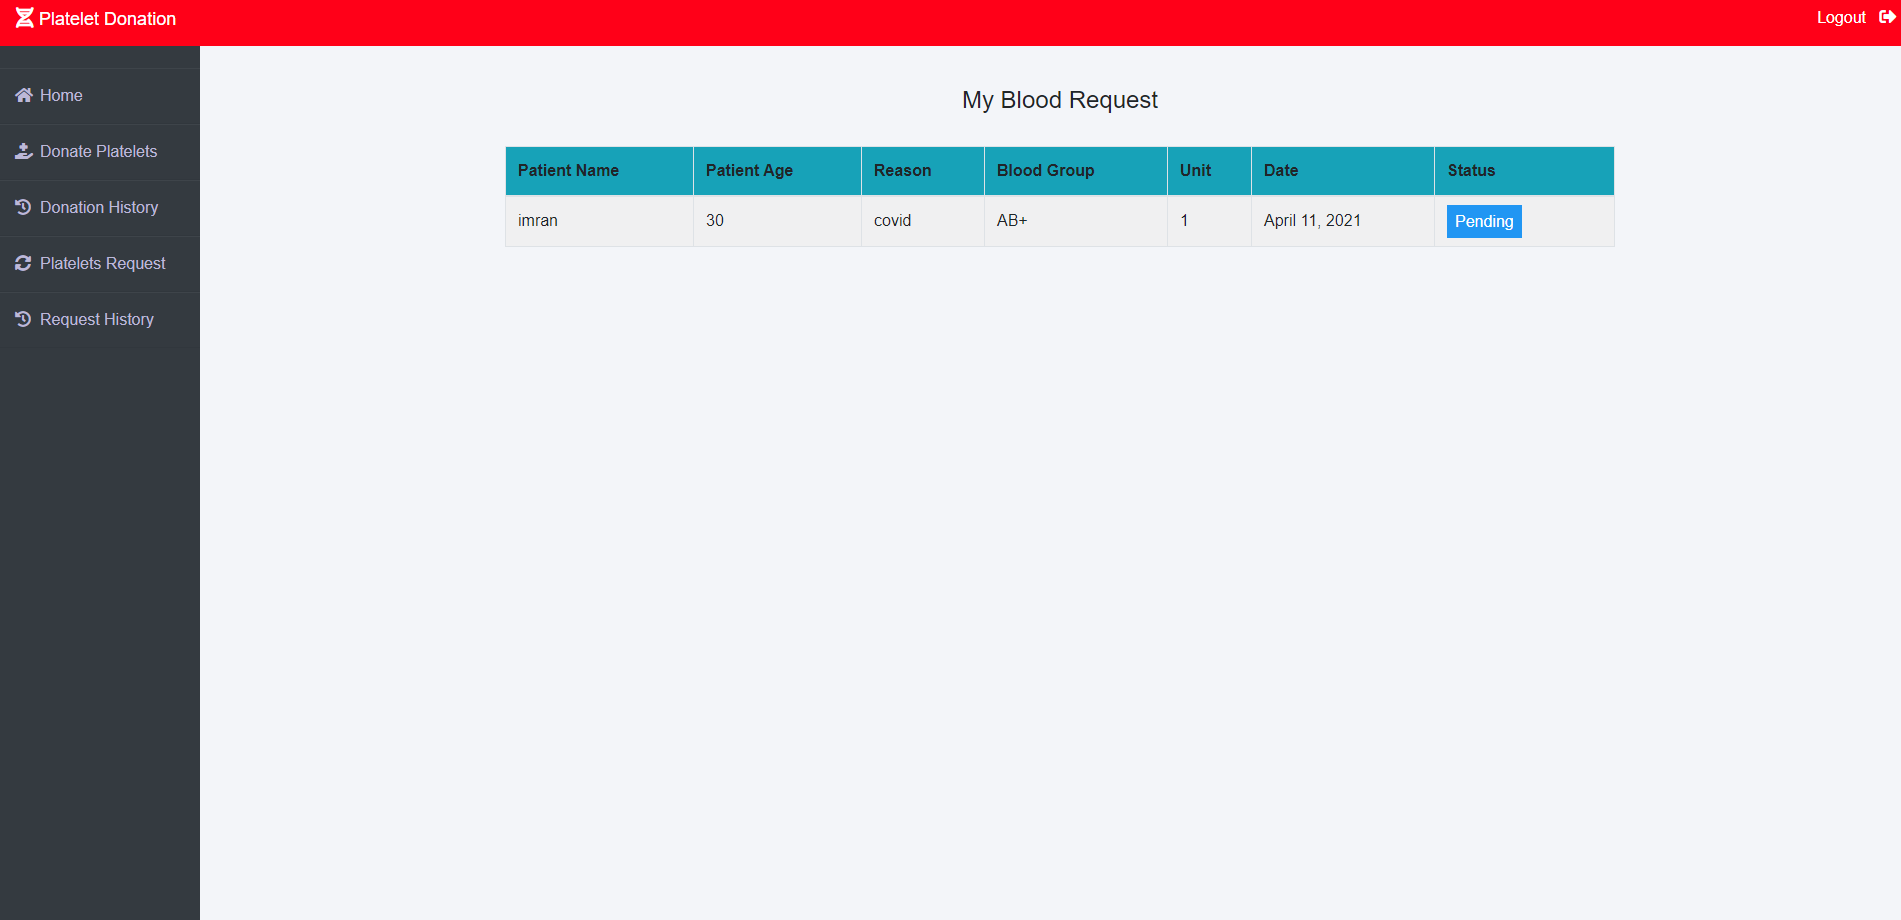 Platelet Donation
Logout
Home
Donate Platelets
Donation History
Platelets Request
Request History
My Blood Request
Patient Name Patient Age Reason Blood Group Unit Date Status
imran 30 covid AB+ 1 April 11, 2021 Pending